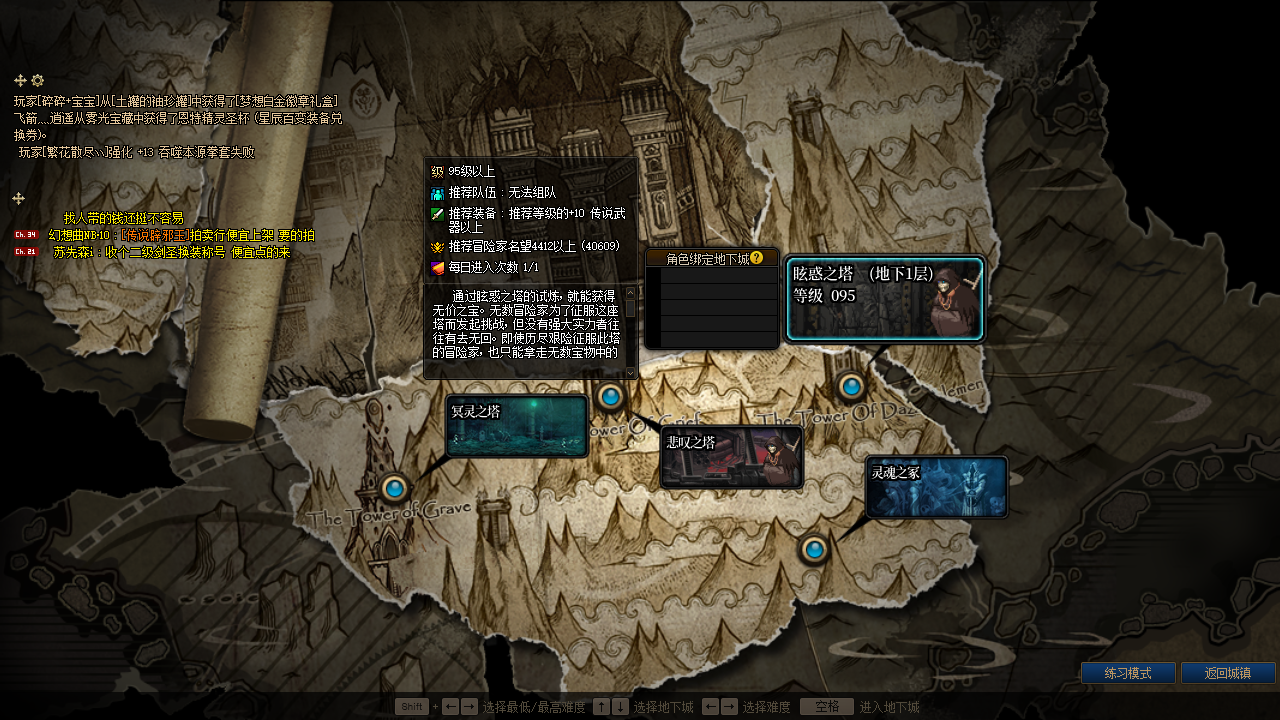 玩家[碎碎+宝宝]从[土罐的袖珍罐]中获得了[梦想白金徽章礼盒]
飞箭灬逍遥从雾光宝藏中获得了恩特精灵圣杯（星辰百变装备兑
换券）。
玩家[繁花散尽丷]强化 +13 吞噬本源拳套失败
找人带的钱还挺不容易
Ch. 34 幻想曲NB-10：[传说辟邪玉]拍卖行便宜上架 要的拍
Ch. 21 苏先森i：收个二级剑圣换装称号 便宜点的来
级 95级以上
推荐队伍：无法组队
推荐装备：推荐等级的+10 传说武
器以上
推荐冒险家名望4412以上（40609）
每日进入次数 1/1
通过眩惑之塔的试炼，就能获得
无价之宝。无数冒险家为了征服这座
塔而发起挑战，但没有强大实力者往
往有去无回。即使历尽艰险征服此塔
的冒险家，也只能拿走无数宝物中的
角色绑定地下城 ?
眩惑之塔 （地下1层）
等级 095
冥灵之塔
悲叹之塔
灵魂之冢
The Tower of Grave
The Tower Of Daz
练习模式
返回城镇
Shift + ← → 选择最低/最高难度 ↑ ↓ 选择地下城 ← → 选择难度 空格 进入地下城